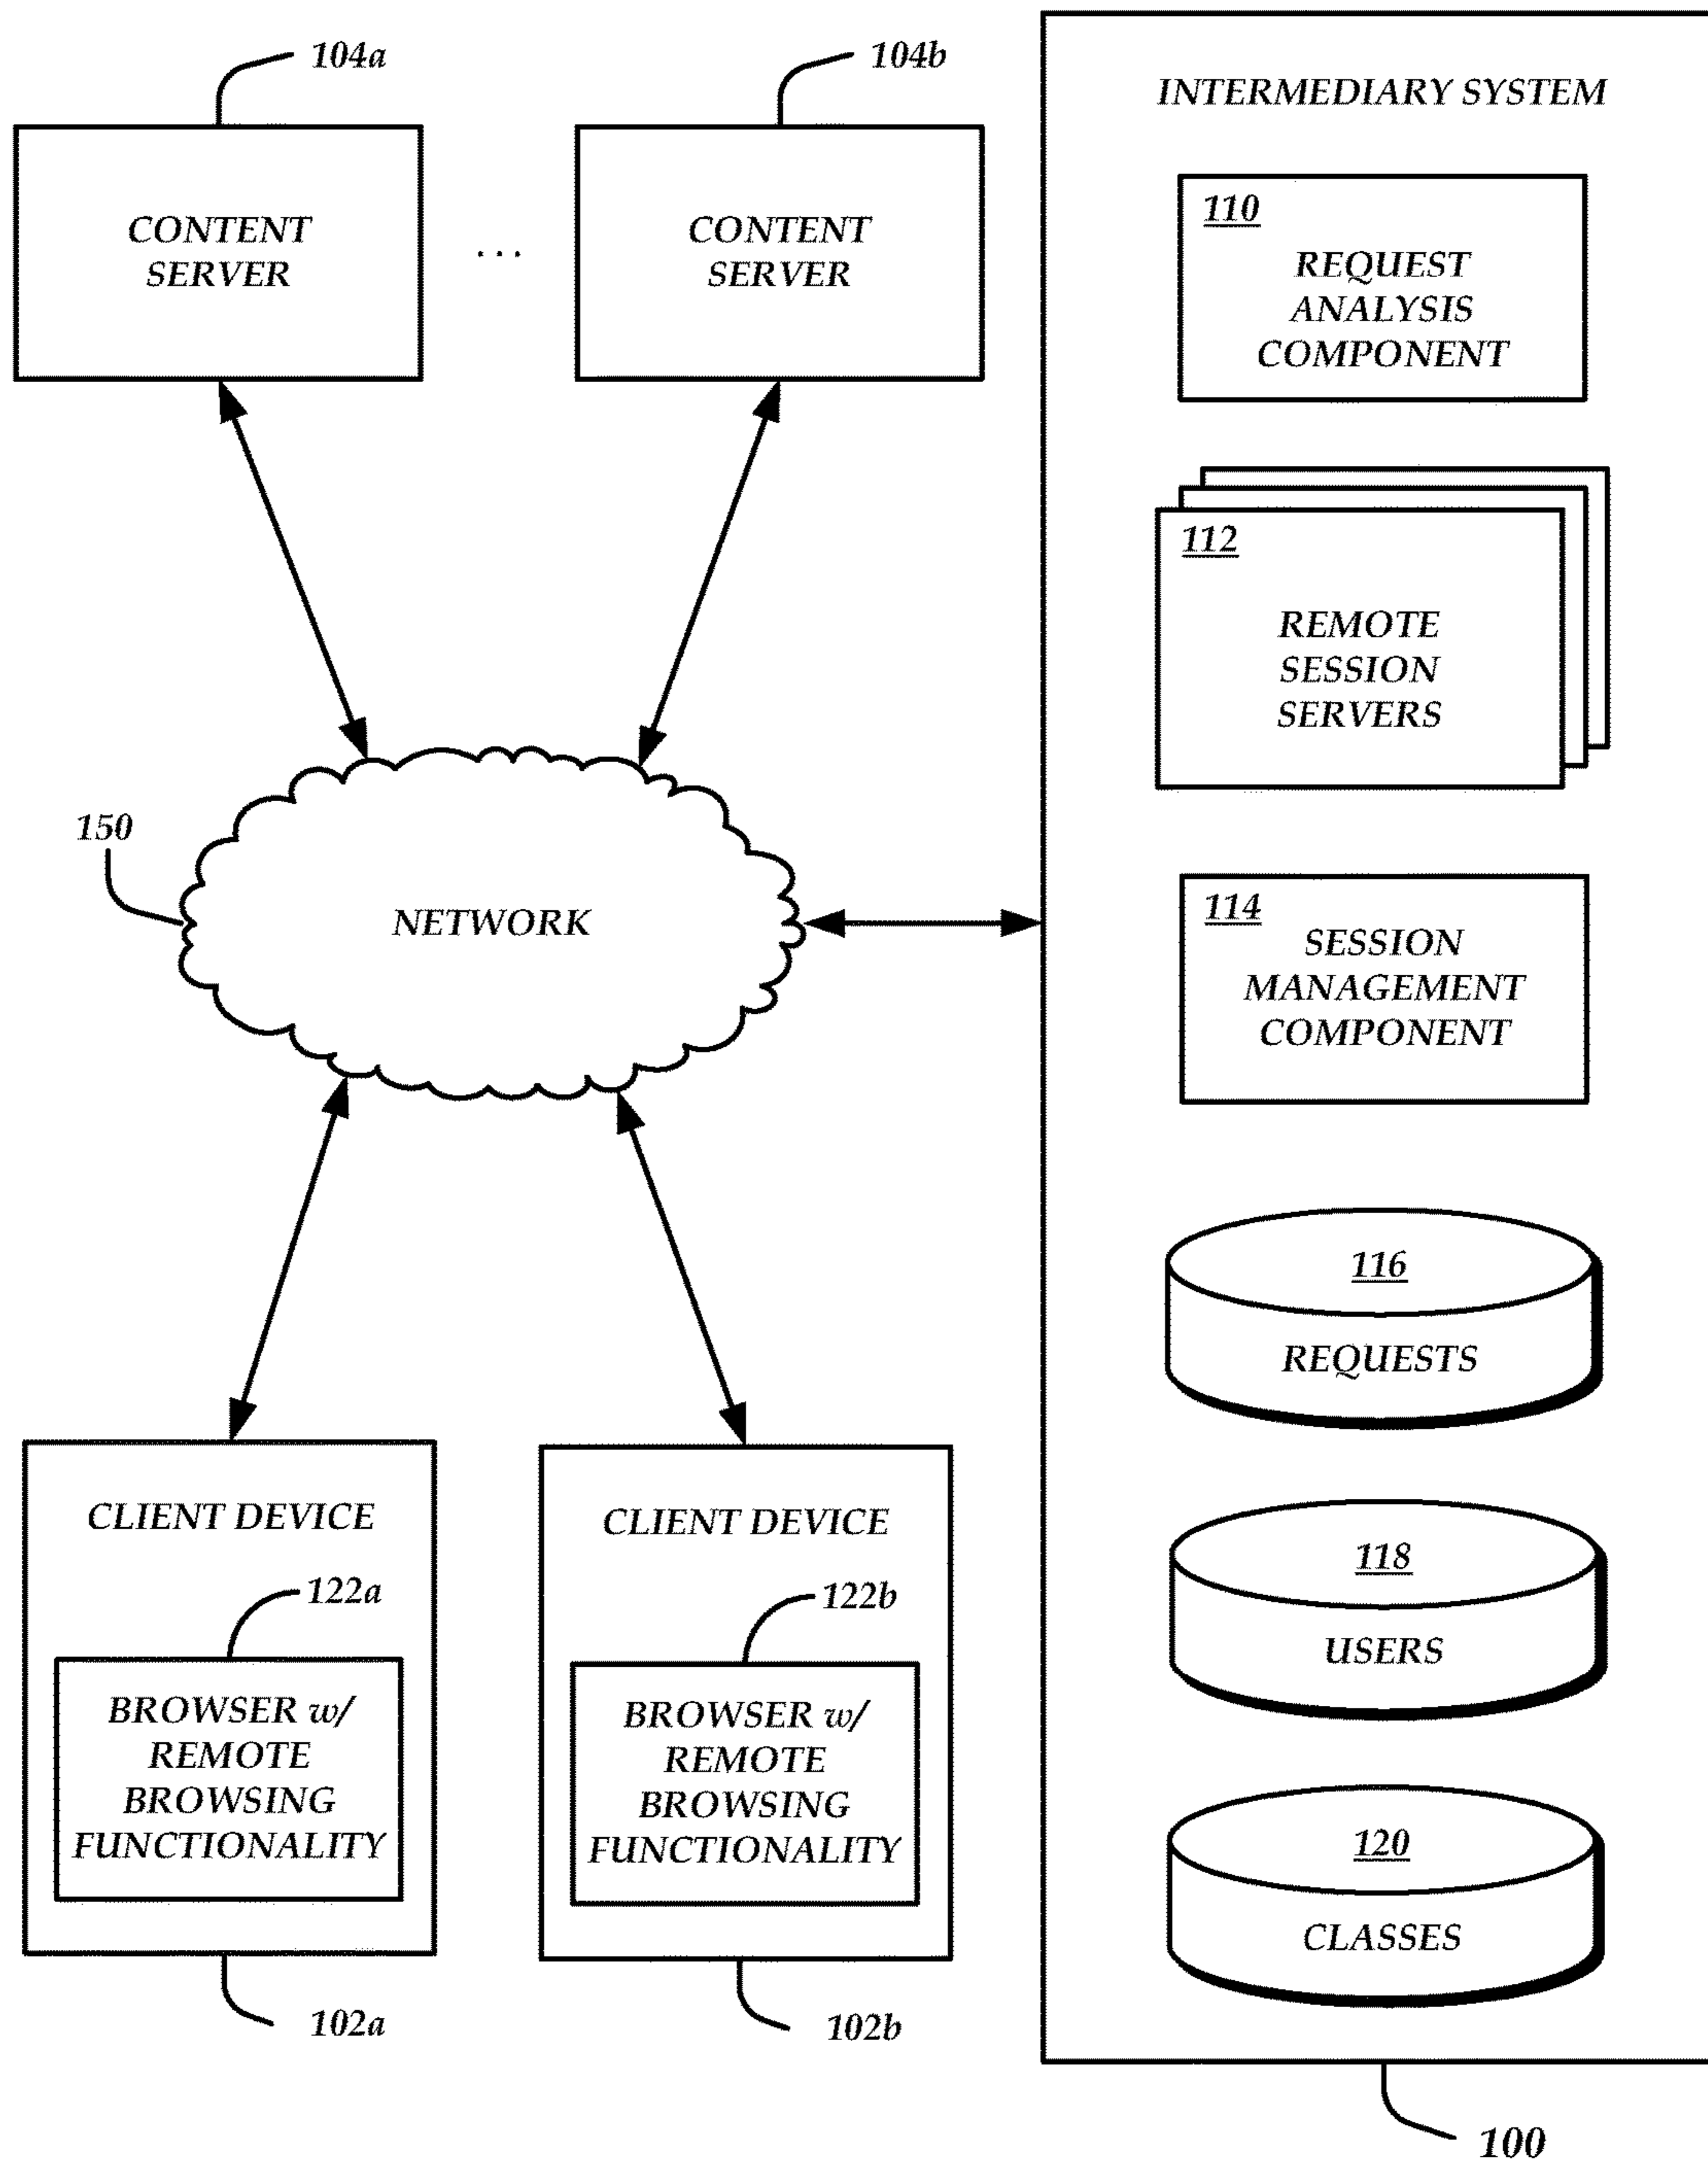 104a
104b
CONTENT
SERVER
...
CONTENT
SERVER
150
NETWORK
CLIENT DEVICE
122a
BROWSER w/
REMOTE
BROWSING
FUNCTIONALITY
102a
CLIENT DEVICE
122b
BROWSER w/
REMOTE
BROWSING
FUNCTIONALITY
102b
INTERMEDIARY SYSTEM
110
REQUEST
ANALYSIS
COMPONENT
112
REMOTE
SESSION
SERVERS
114
SESSION
MANAGEMENT
COMPONENT
116
REQUESTS
118
USERS
120
CLASSES
100